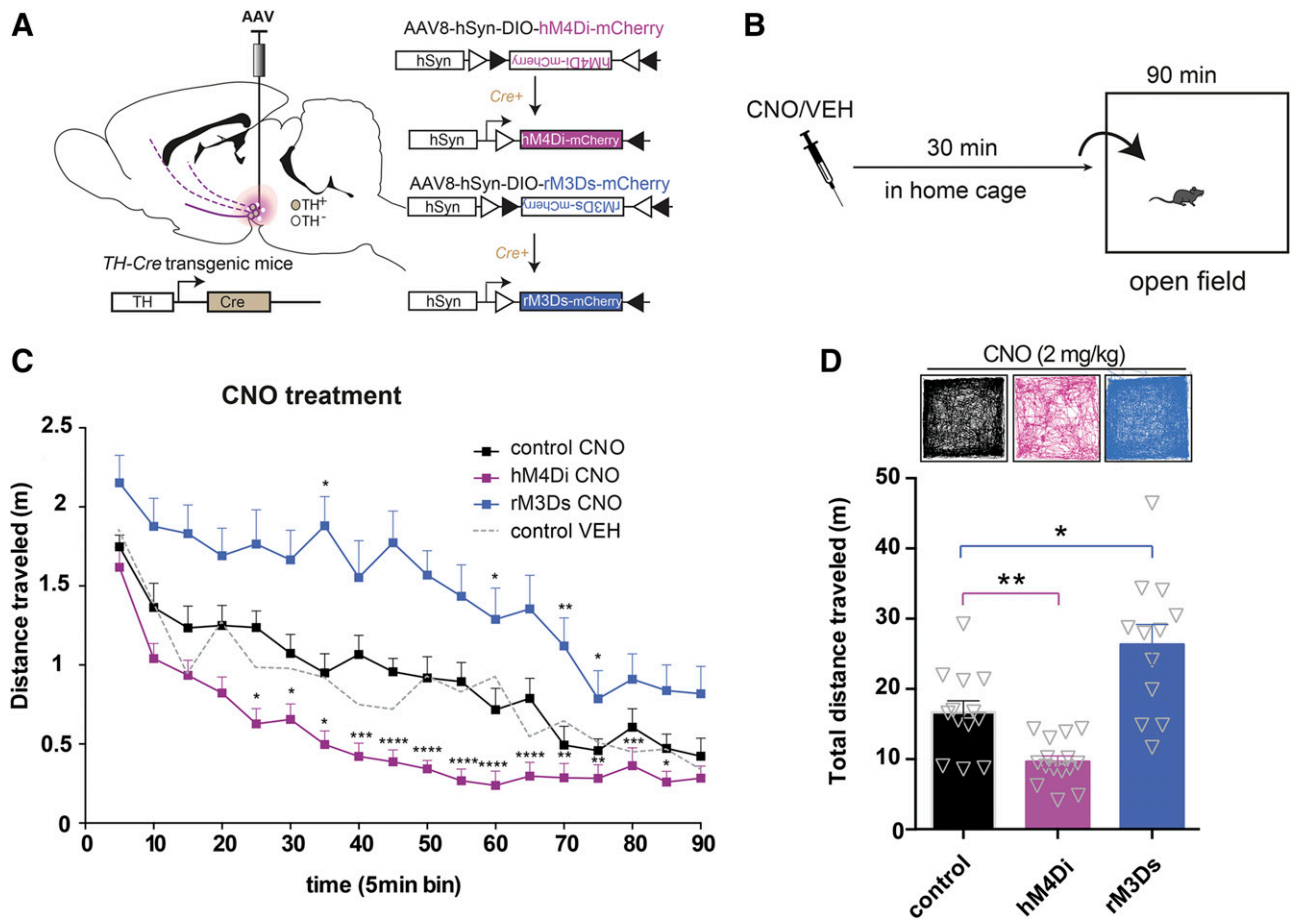 A
AAV
AAV8-hSyn-DIO-hM4Di-mCherry
hSyn
hM4Di-mCherry
Cre+
hSyn
hM4Di-mCherry
AAV8-hSyn-DIO-rM3Ds-mCherry
hSyn
rM3Ds-mCherry
Cre+
hSyn
rM3Ds-mCherry
TH+
TH-
TH-Cre transgenic mice
TH
Cre
B
CNO/VEH
30 min
in home cage
90 min
open field
C
CNO treatment
control CNO
hM4Di CNO
rM3Ds CNO
control VEH
Distance traveled (m)
2.5
2
1.5
1
0.5
0
* * ** *
* * * *** **** **** **** **** **** ** ** *** *
0 10 20 30 40 50 60 70 80 90
time (5min bin)
D
CNO (2 mg/kg)
Total distance traveled (m)
50
40
30
20
10
0
*
**
control
hM4Di
rM3Ds